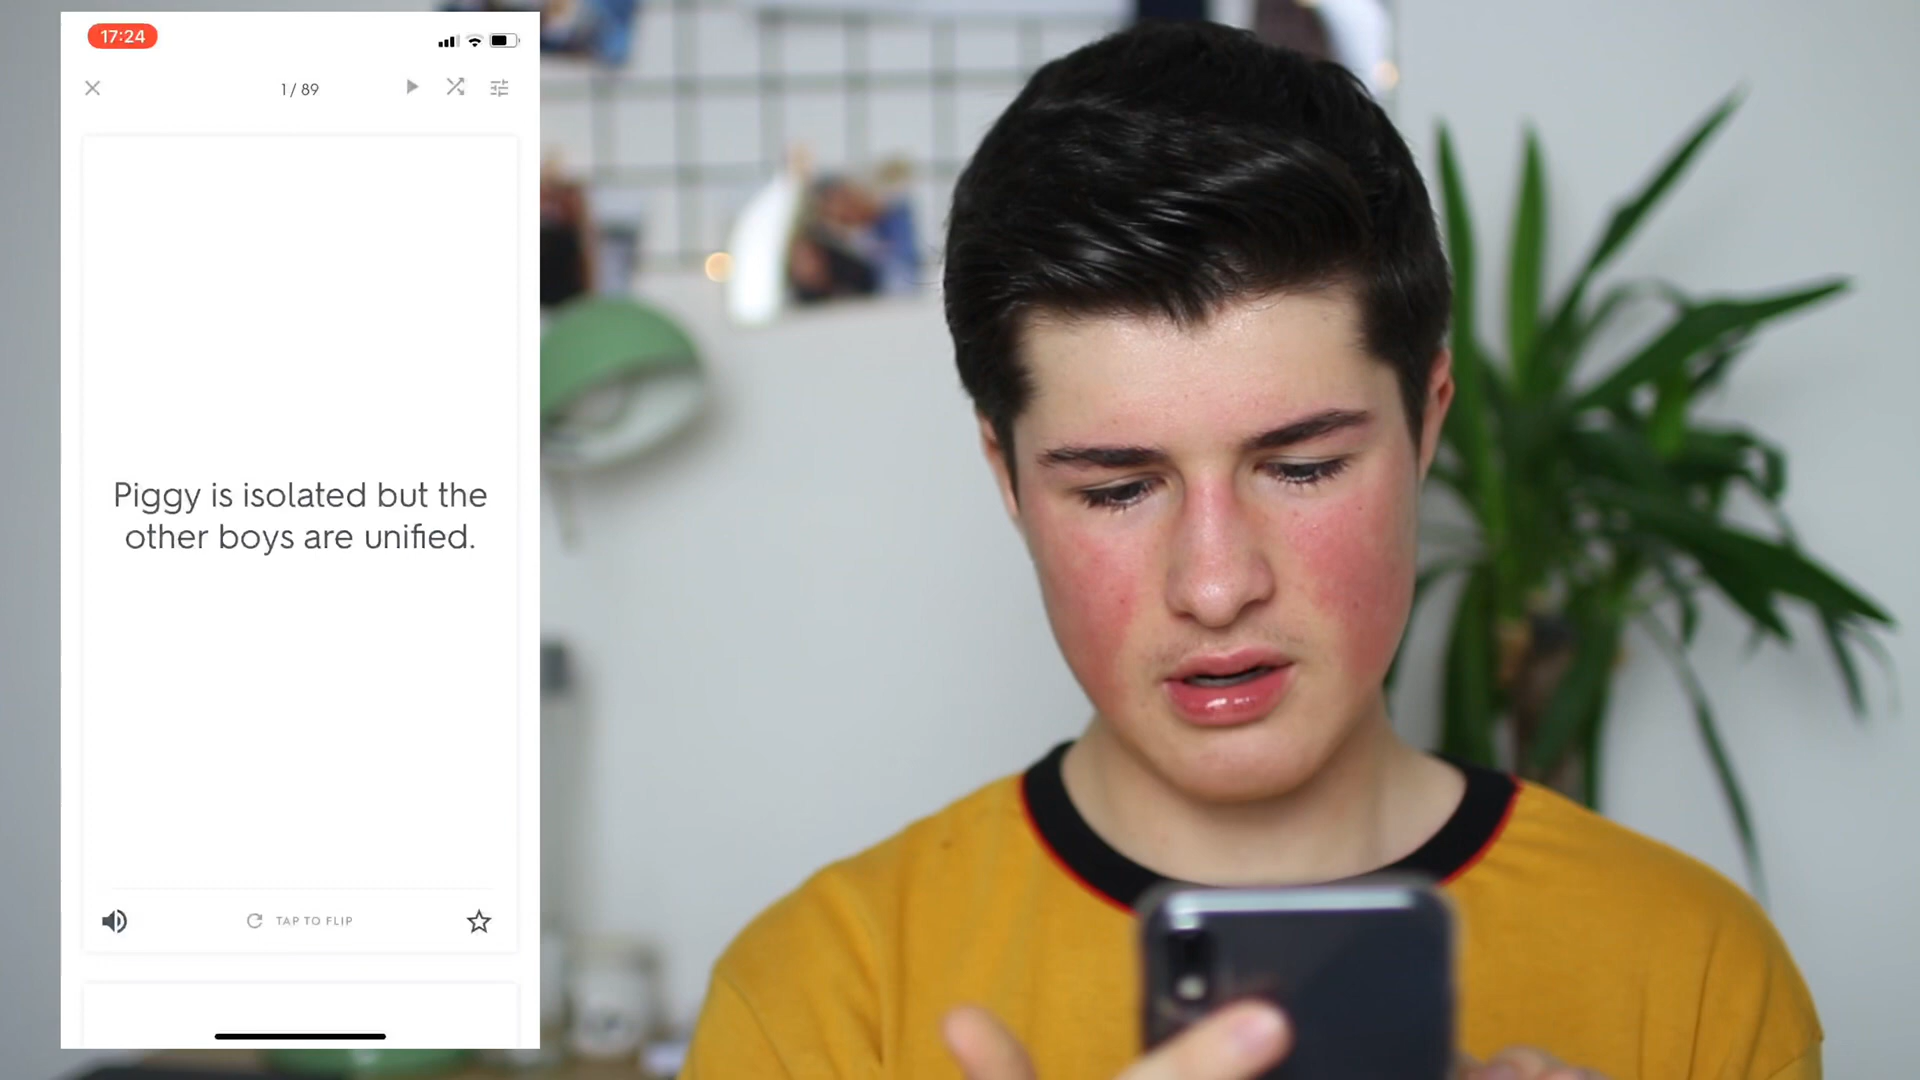 17:24
1 / 89
Piggy is isolated but the
other boys are unified.
TAP TO FLIP